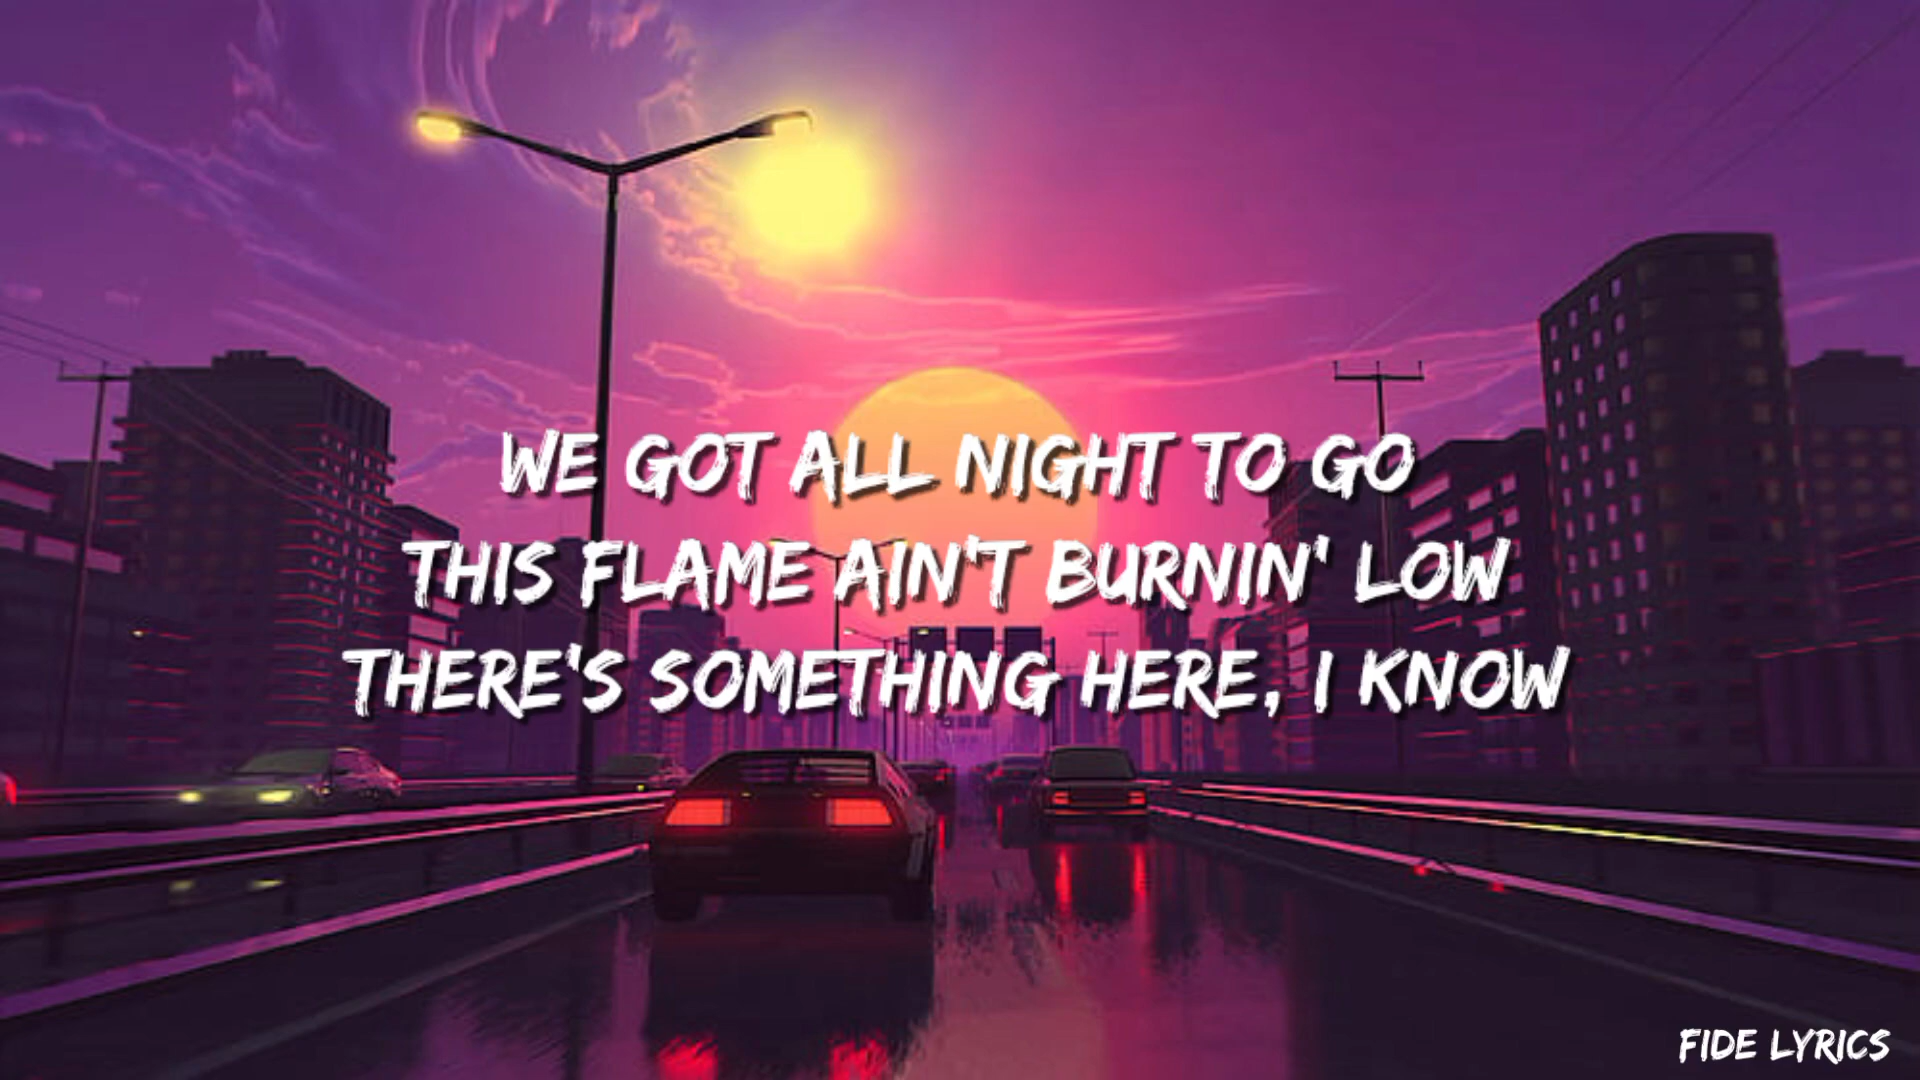 WE GOT ALL NIGHT TO GO
THIS FLAME AIN'T BURNIN' LOW
THERE'S SOMETHING HERE, I KNOW
FIDE LYRICS